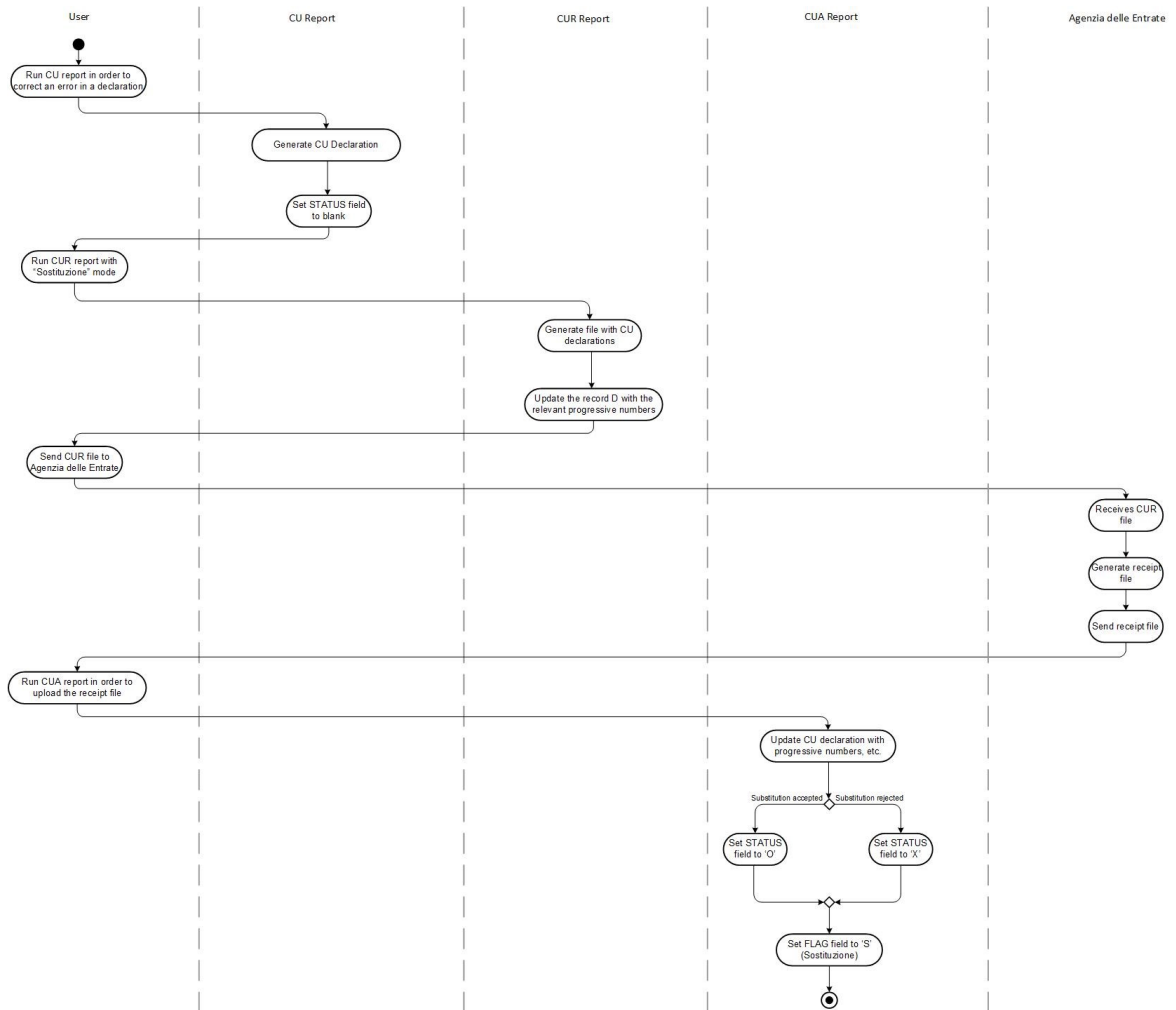 User
CU Report
CUR Report
CUA Report
Agenzia delle Entrate
Run CU report in order to
correct an error in a declaration
Generate CU Declaration
Set STATUS field
to blank
Run CUR report with
“Sostituzione” mode
Generate file with CU
declarations
Update the record D with the
relevant progressive numbers
Send CUR file to
Agenzia delle Entrate
Receives CUR
file
Generate receipt
file
Send receipt file
Run CUA report in order to
upload the receipt file
Update CU declaration with
progressive numbers, etc.
Substitution accepted
Substitution rejected
Set STATUS
field to ‘O’
Set STATUS
field to ‘X’
Set FLAG field to ‘S’
(Sostituzione)